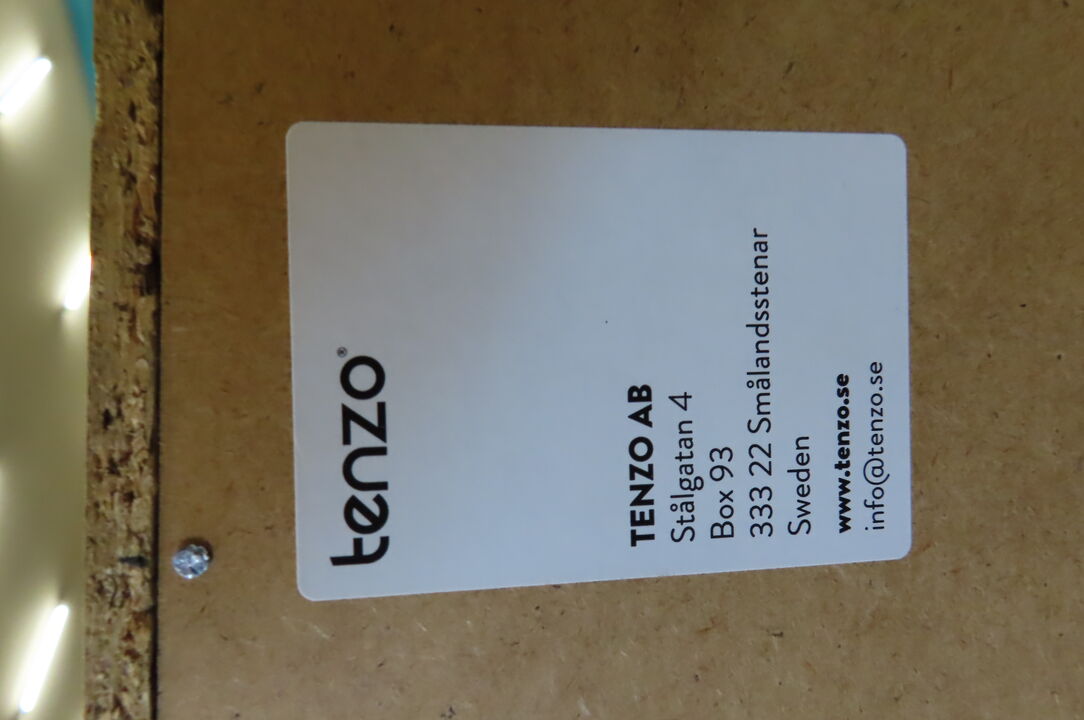 tenzo®
TENZO AB
Stålgatan 4
Box 93
333 22 Smålandsstenar
Sweden
www.tenzo.se
info@tenzo.se